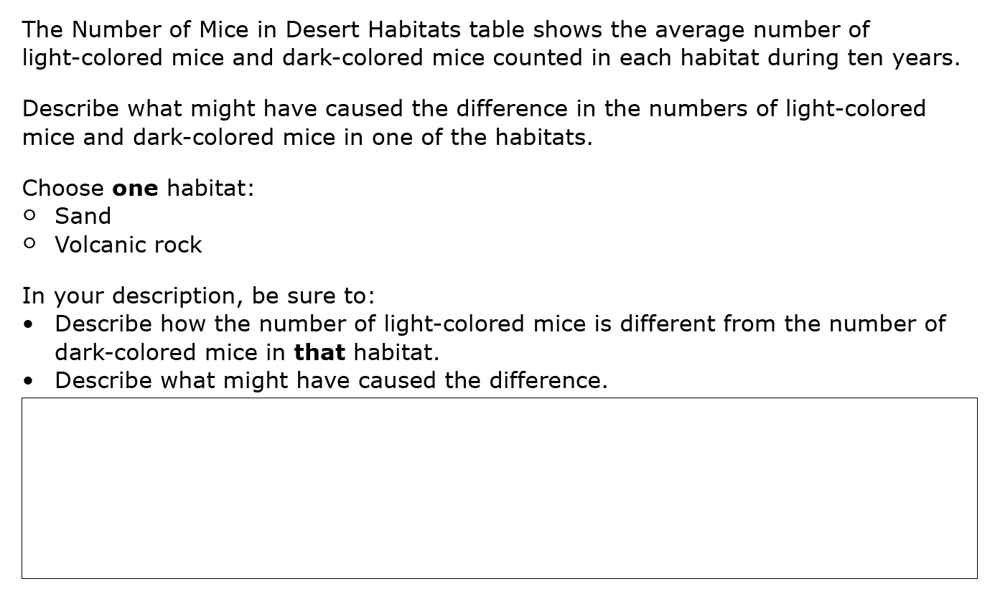 The Number of Mice in Desert Habitats table shows the average number of
light-colored mice and dark-colored mice counted in each habitat during ten years.
Describe what might have caused the difference in the numbers of light-colored
mice and dark-colored mice in one of the habitats.
Choose one habitat:
○ Sand
○ Volcanic rock
In your description, be sure to:
• Describe how the number of light-colored mice is different from the number of
dark-colored mice in that habitat.
• Describe what might have caused the difference.